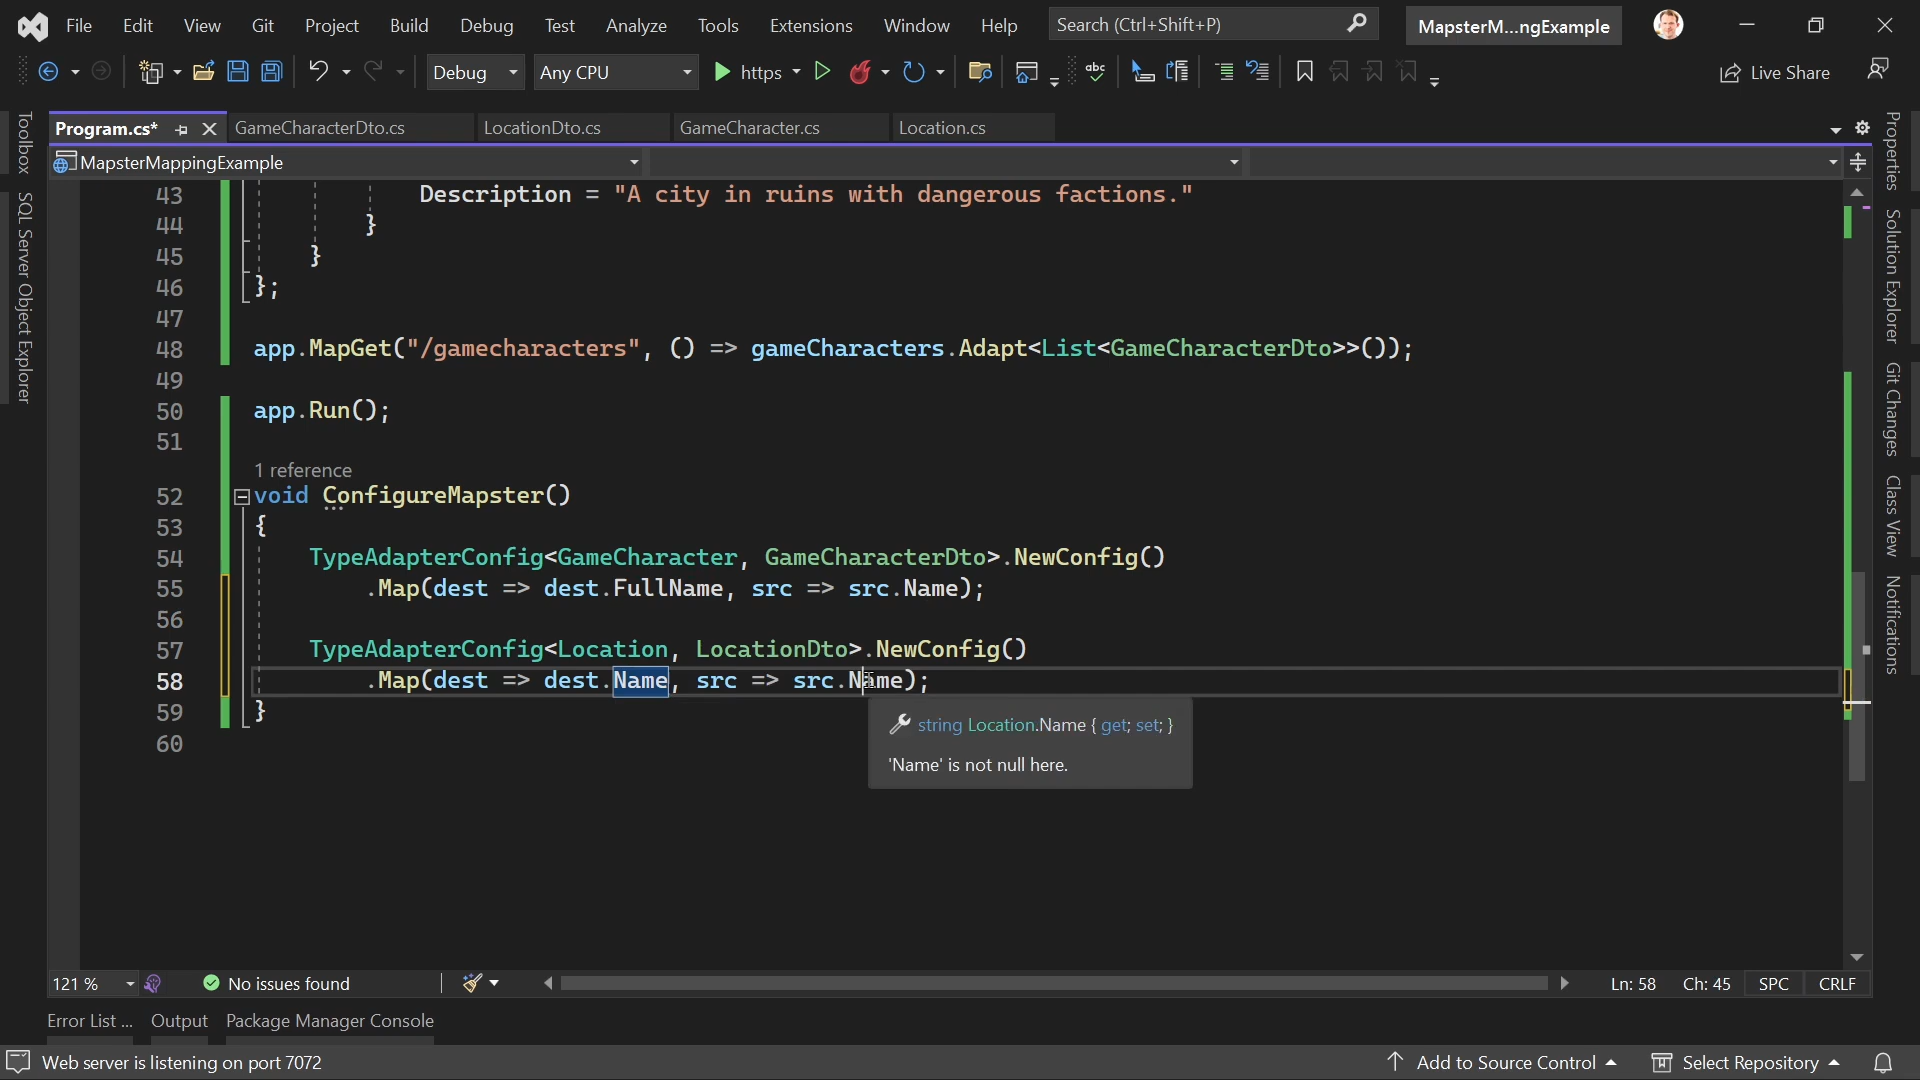 File Edit View Git Project Build Debug Test Analyze Tools Extensions Window Help Search (Ctrl+Shift+P) MapsterM...ngExample
Debug Any CPU https abc Live Share
Toolbox
SQL Server Object Explorer
Program.cs* GameCharacterDto.cs LocationDto.cs GameCharacter.cs Location.cs
MapsterMappingExample
43 Description = "A city in ruins with dangerous factions."
44 }
45 }
46 };
47
48 app.MapGet("/gamecharacters", () => gameCharacters.Adapt<List<GameCharacterDto>>());
49
50 app.Run();
51
1 reference
52 void ConfigureMapster()
53 {
54 TypeAdapterConfig<GameCharacter, GameCharacterDto>.NewConfig()
55 .Map(dest => dest.FullName, src => src.Name);
56
57 TypeAdapterConfig<Location, LocationDto>.NewConfig()
58 .Map(dest => dest.Name, src => src.Name);
59 }
60
string Location.Name { get; set; }
'Name' is not null here.
Properties
Solution Explorer
Git Changes
Class View
Notifications
121 % No issues found Ln: 58 Ch: 45 SPC CRLF
Error List ... Output Package Manager Console
Web server is listening on port 7072 Add to Source Control Select Repository